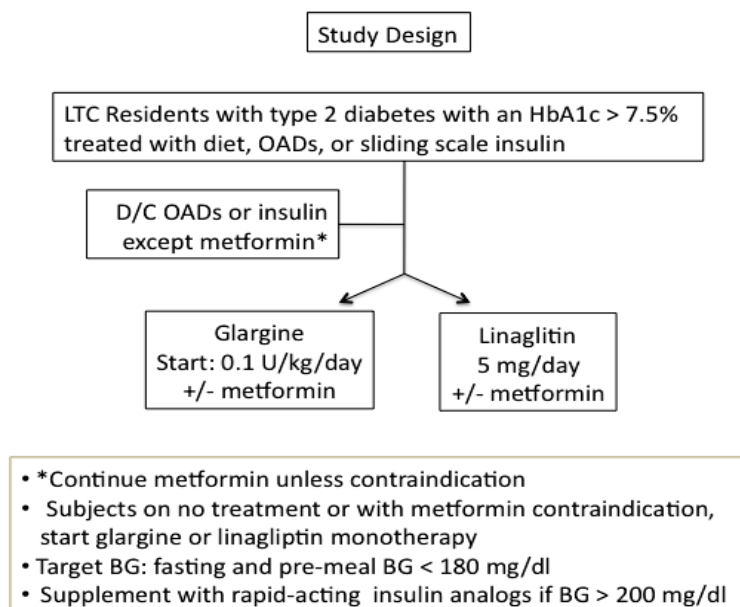 Study Design
LTC Residents with type 2 diabetes with an HbA1c > 7.5%
treated with diet, OADs, or sliding scale insulin
D/C OADs or insulin
except metformin*
Glargine
Start: 0.1 U/kg/day
+/- metformin
Linaglitin
5 mg/day
+/- metformin
• *Continue metformin unless contraindication
• Subjects on no treatment or with metformin contraindication,
start glargine or linagliptin monotherapy
• Target BG: fasting and pre-meal BG < 180 mg/dl
• Supplement with rapid-acting insulin analogs if BG > 200 mg/dl